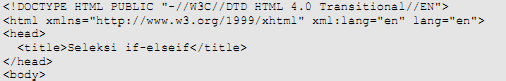 <!DOCTYPE HTML PUBLIC "-//W3C//DTD HTML 4.0 Transitional//EN">
<html xmlns="http://www.w3.org/1999/xhtml" xml:lang="en" lang="en">
<head>
  <title>Seleksi if-elseif</title>
</head>
<body>